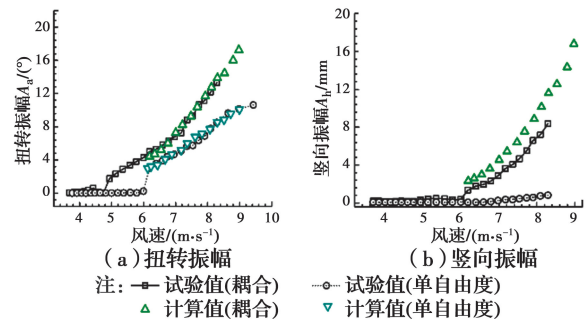 20
16
12
8
4
0
扭转振幅Aa/(°)
4 5 6 7 8 9 10
风速/(m·s-1)
(a)扭转振幅
20
16
12
8
4
0
竖向振幅Ah/mm
4 5 6 7 8 9
风速/(m·s-1)
(b)竖向振幅
注: 试验值(耦合) 试验值(单自由度)
计算值(耦合) 计算值(单自由度)